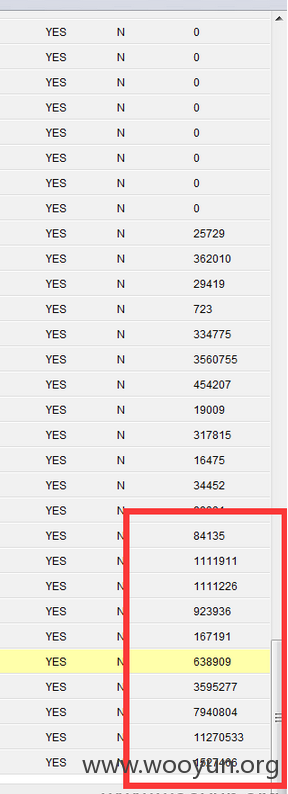 YES N 0
YES N 0
YES N 0
YES N 0
YES N 0
YES N 0
YES N 0
YES N 0
YES N 25729
YES N 362010
YES N 29419
YES N 723
YES N 334775
YES N 3560755
YES N 454207
YES N 19009
YES N 317815
YES N 16475
YES N 34452
YES N
YES N 84135
YES N 1111911
YES N 1111226
YES N 923936
YES N 167191
YES N 638909
YES N 3595277
YES N 7940804
YES N 11270533
YES N
www.wooyun.org